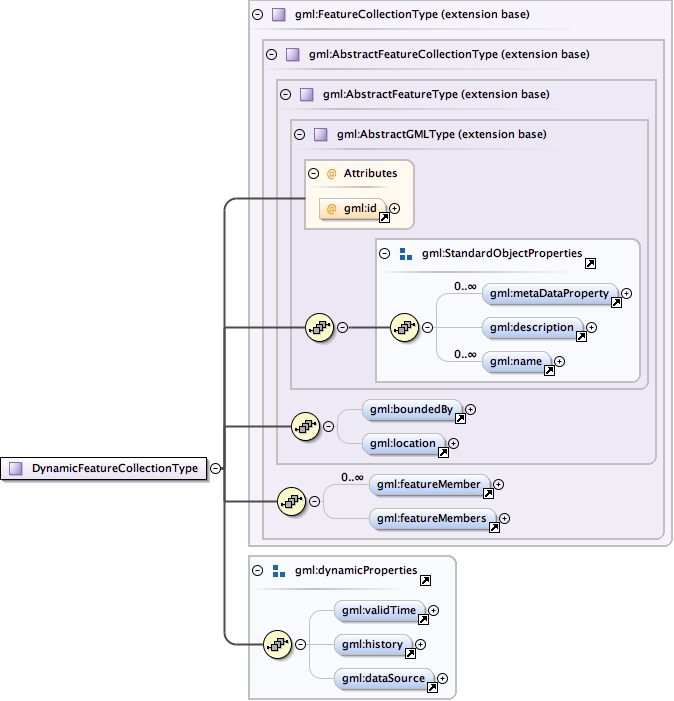 gml:FeatureCollectionType (extension base)
gml:AbstractFeatureCollectionType (extension base)
gml:AbstractFeatureType (extension base)
gml:AbstractGMLType (extension base)
@ Attributes
@ gml:id
gml:StandardObjectProperties
0..∞
gml:metaDataProperty
gml:description
0..∞
gml:name
gml:boundedBy
gml:location
DynamicFeatureCollectionType
0..∞
gml:featureMember
gml:featureMembers
gml:dynamicProperties
gml:validTime
gml:history
gml:dataSource